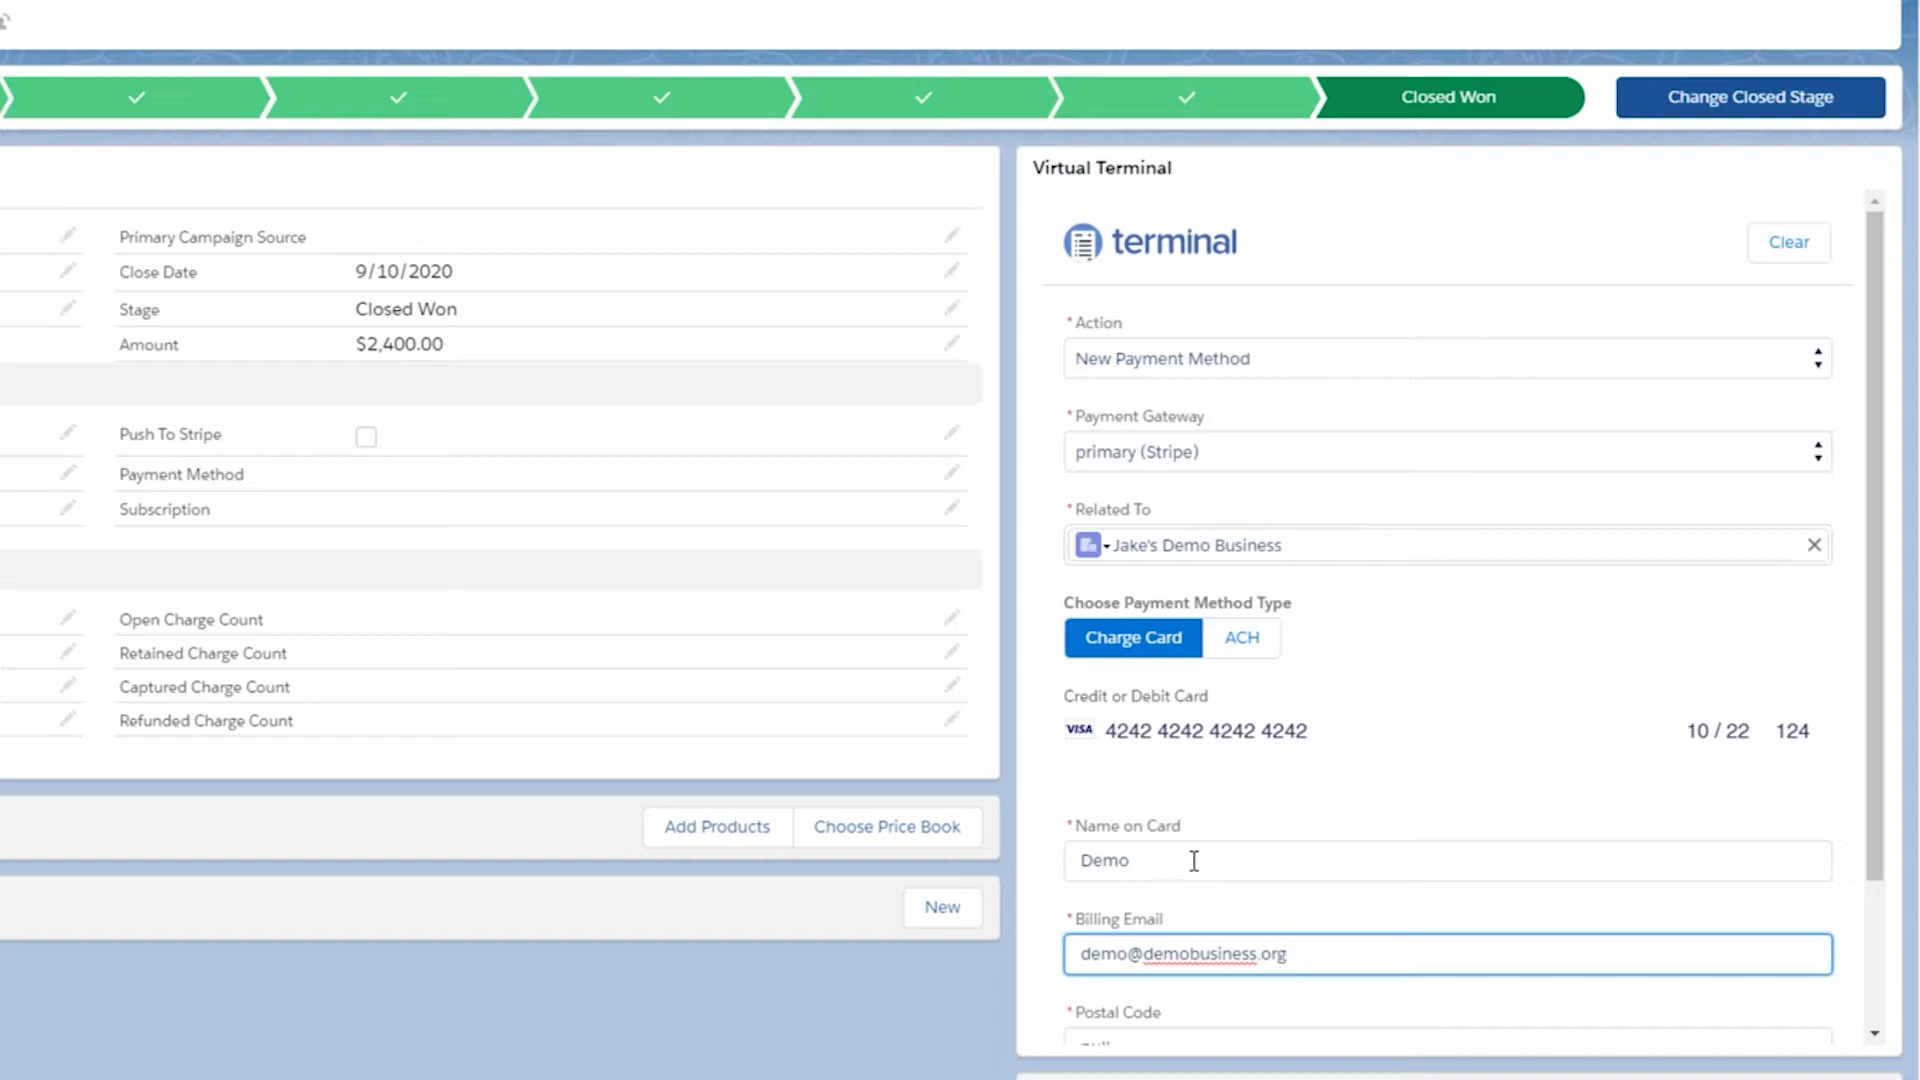 Closed Won
Change Closed Stage
Primary Campaign Source
Close Date 9/10/2020
Stage Closed Won
Amount $2,400.00
Push To Stripe
Payment Method
Subscription
Open Charge Count
Retained Charge Count
Captured Charge Count
Refunded Charge Count
Add Products Choose Price Book
New
Virtual Terminal
terminal Clear
*Action
New Payment Method
*Payment Gateway
primary (Stripe)
*Related To
Jake's Demo Business
Choose Payment Method Type
Charge Card ACH
Credit or Debit Card
VISA 4242 4242 4242 4242 10 / 22 124
*Name on Card
Demo
*Billing Email
demo@demobusiness.org
*Postal Code